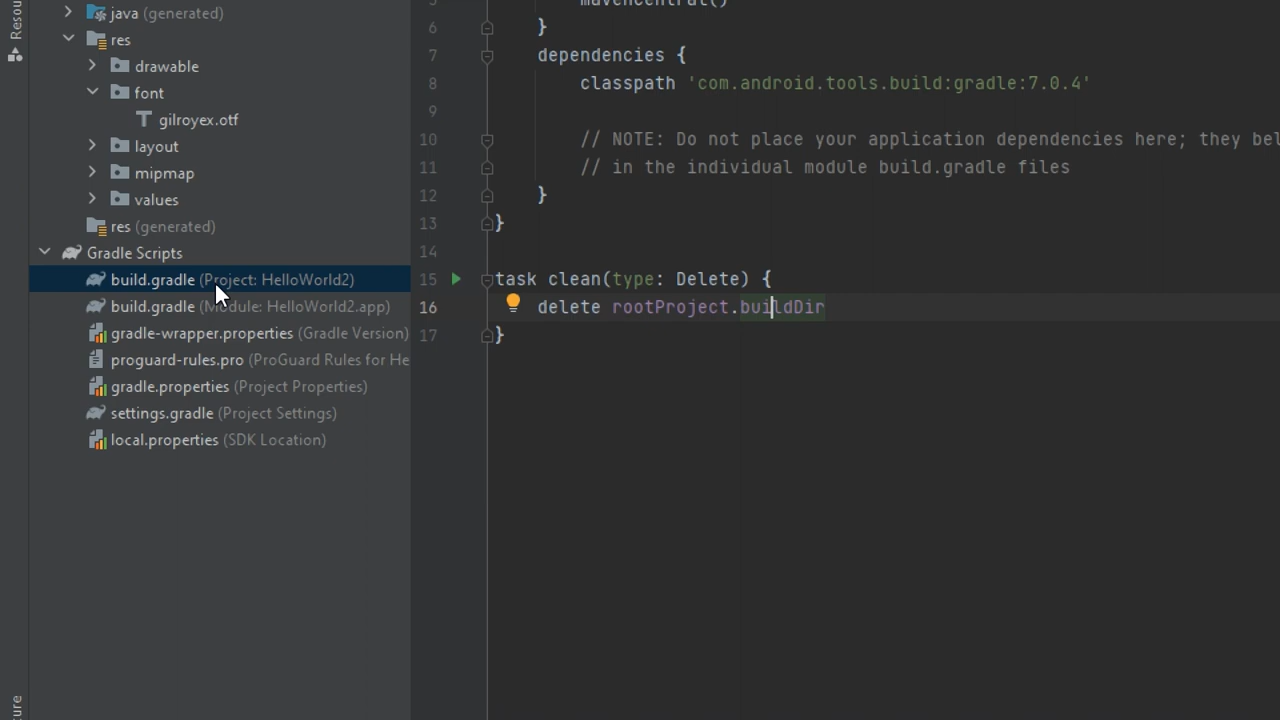 Resou
java (generated)
res
drawable
font
gilroyex.otf
layout
mipmap
values
res (generated)
Gradle Scripts
build.gradle (Project: HelloWorld2)
build.gradle (Module: HelloWorld2.app)
gradle-wrapper.properties (Gradle Version)
proguard-rules.pro (ProGuard Rules for He
gradle.properties (Project Properties)
settings.gradle (Project Settings)
local.properties (SDK Location)
ture
5 mavenCentral()
6 }
7 dependencies {
8 classpath 'com.android.tools.build:gradle:7.0.4'
9
10 // NOTE: Do not place your application dependencies here; they bel
11 // in the individual module build.gradle files
12 }
13 }
14
15 task clean(type: Delete) {
16 delete rootProject.buildDir
17 }